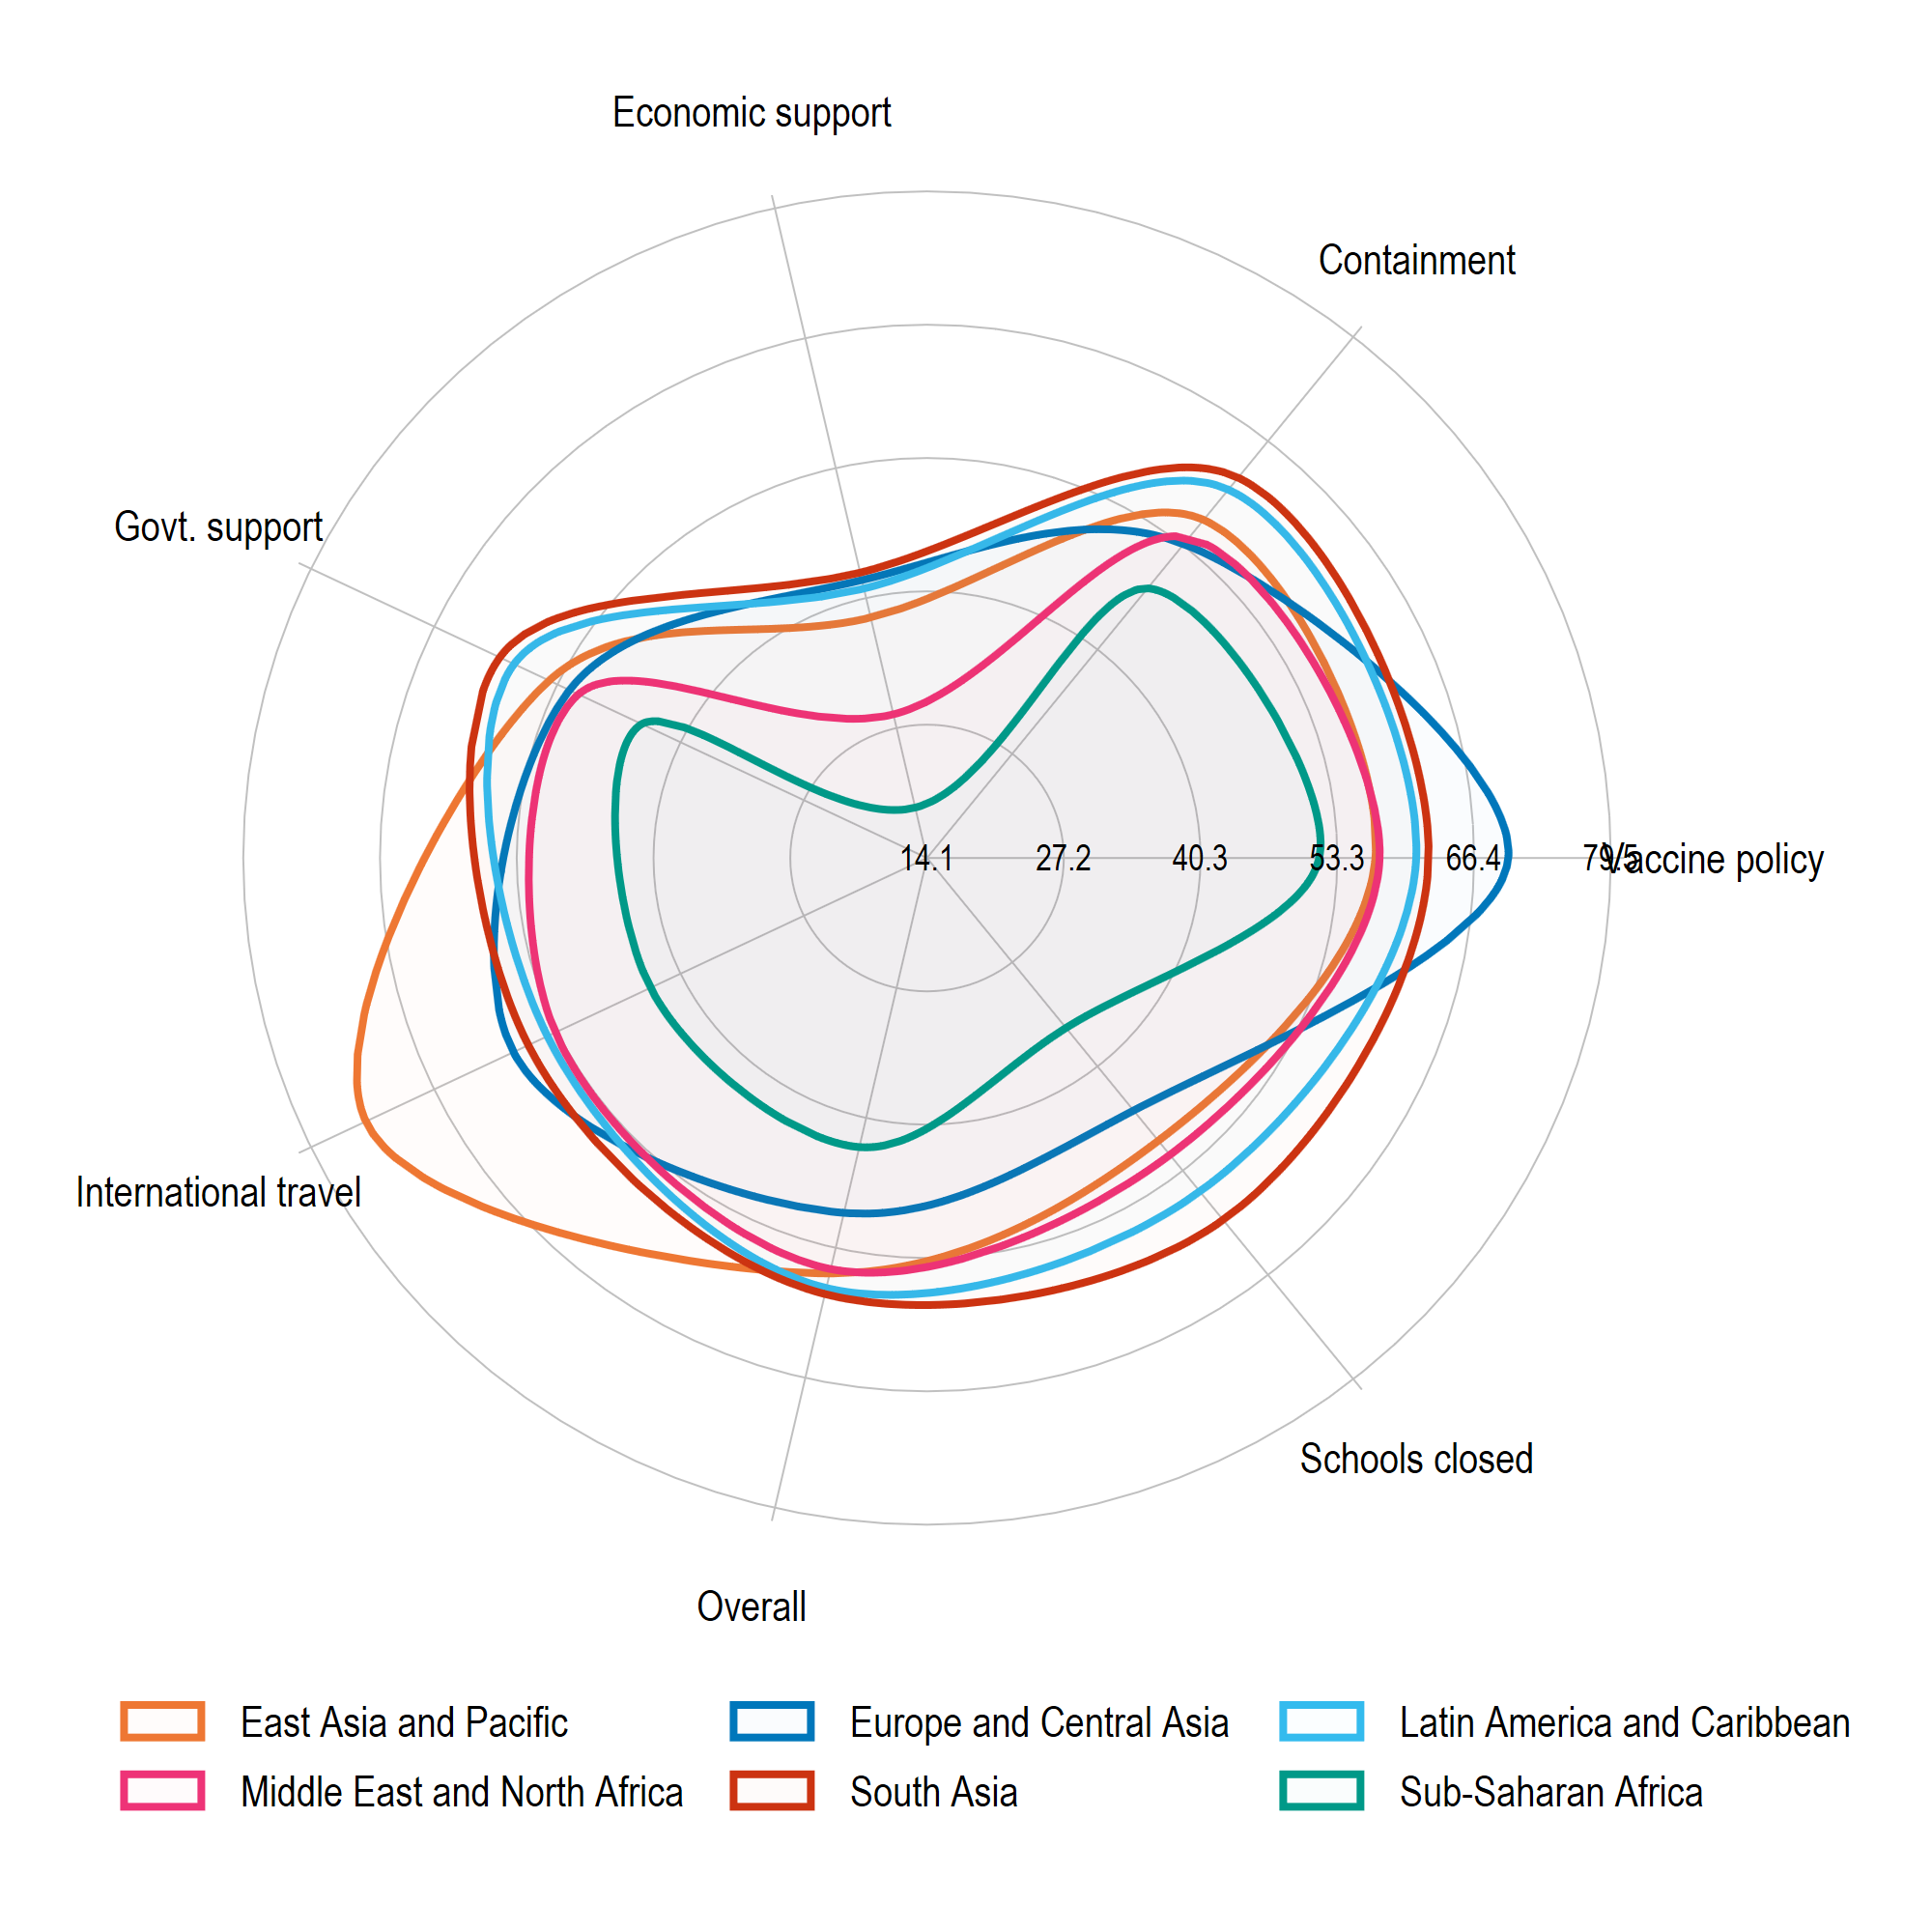 Economic support
Containment
Govt. support
14.1 27.2 40.3 53.3 66.4 79.5 Vaccine policy
International travel
Schools closed
Overall
East Asia and Pacific Europe and Central Asia Latin America and Caribbean
Middle East and North Africa South Asia Sub-Saharan Africa